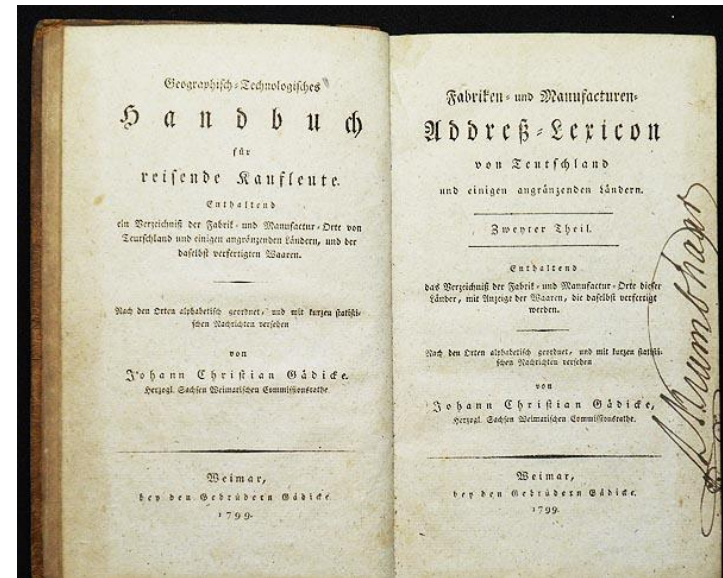 Geographisch-Technologisches
Handbuch
für
reisende Kaufleute.
Enthaltend
ein Verzeichniß der Fabrik- und Manufactur-Orte von
Teutschland und einigen angränzenden Ländern, und der
daselbst verfertigten Waaren.
Nach den Orten alphabetisch geordnet, und mit kurzen statisti-
schen Nachrichten versehen
von
Johann Christian Gädicke.
Herzogl. Sachsen Weimarischen Commissionsrathe
Weimar,
bey den Gebrüdern Gädicke.
1799.
Fabriken- und Manufacturen-
Addreß-Lexicon
von Teutschland
und einigen angränzenden Ländern.
Zweyter Theil.
Enthaltend
das Verzeichniß der Fabrik- und Manufactur-Orte dieser
Länder, mit Anzeige der Waaren, die daselbst verfertigt
werden.
Nach den Orten alphabetisch geordnet, und mit kurzen statisti-
schen Nachrichten versehen
von
Johann Christian Gädicke,
Herzogl. Sachsen Weimarischen Commissionsrathe.
Weimar,
bey den Gebrüdern Gädicke.
1799.
Krumbhaar